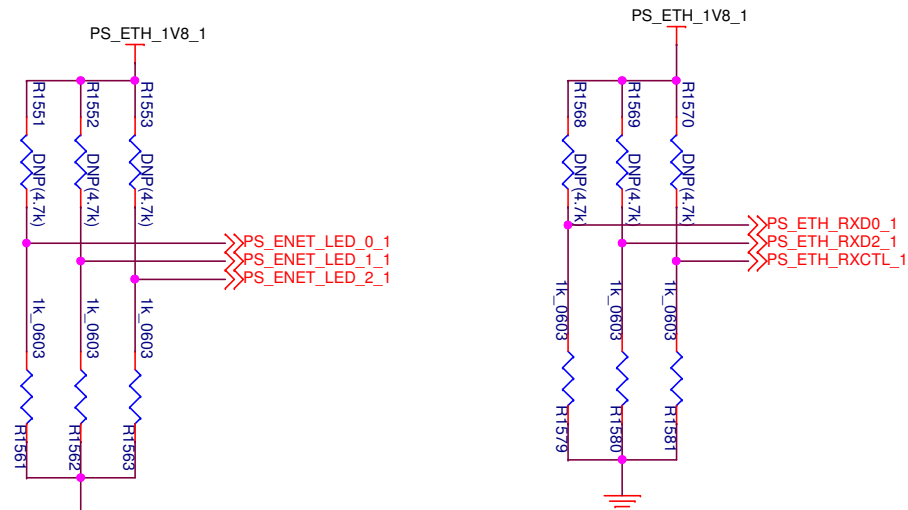 PS_ETH_1V8_1
R1551
R1552
R1553
DNP(4.7k)
DNP(4.7k)
DNP(4.7k)
PS_ENET_LED_0_1
PS_ENET_LED_1_1
PS_ENET_LED_2_1
1k_0603
1k_0603
1k_0603
R1561
R1562
R1563
PS_ETH_1V8_1
R1568
R1569
R1570
DNP(4.7k)
DNP(4.7k)
DNP(4.7k)
PS_ETH_RXD0_1
PS_ETH_RXD2_1
PS_ETH_RXCTL_1
1k_0603
1k_0603
1k_0603
R1579
R1580
R1581